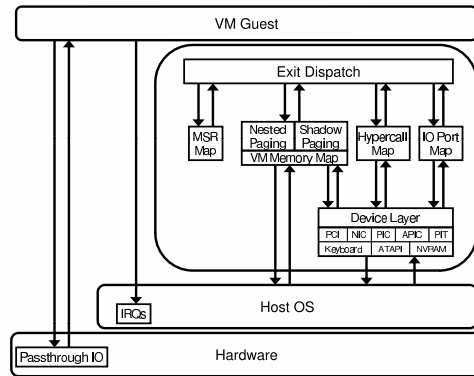 VM Guest
Exit Dispatch
MSR
Map
Nested
Paging
Shadow
Paging
VM Memory Map
Hypercall
Map
IO Port
Map
Device Layer
PCI NIC PIC APIC PIT
Keyboard ATAPI NVRAM
Host OS
IRQs
Hardware
Passthrough IO